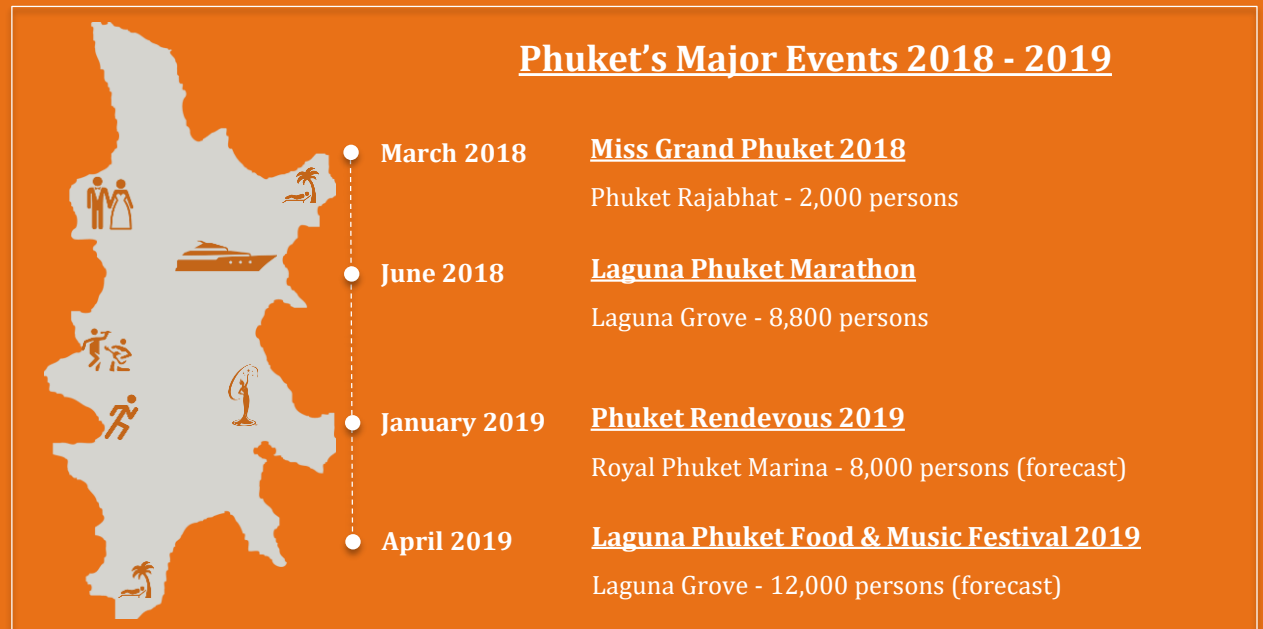 Phuket's Major Events 2018 - 2019
March 2018
Miss Grand Phuket 2018
Phuket Rajabhat - 2,000 persons
June 2018
Laguna Phuket Marathon
Laguna Grove - 8,800 persons
January 2019
Phuket Rendevous 2019
Royal Phuket Marina - 8,000 persons (forecast)
April 2019
Laguna Phuket Food & Music Festival 2019
Laguna Grove - 12,000 persons (forecast)